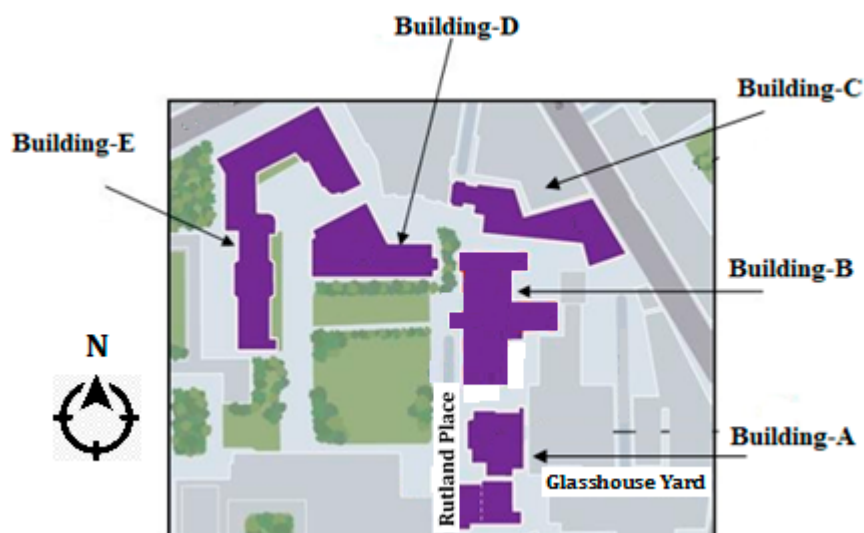 Building-D
Building-C
Building-E
Building-B
N
Rutland Place
Building-A
Glasshouse Yard